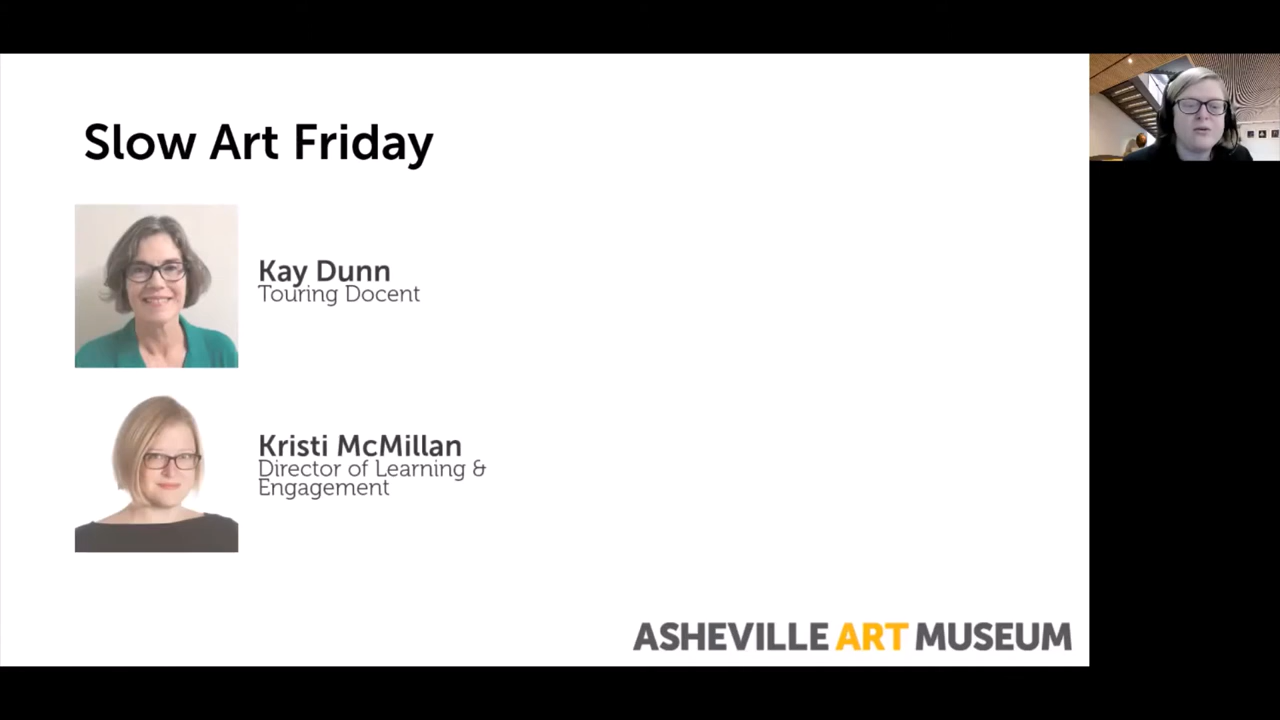 Slow Art Friday
Kay Dunn
Touring Docent
Kristi McMillan
Director of Learning &
Engagement
ASHEVILLE ART MUSEUM